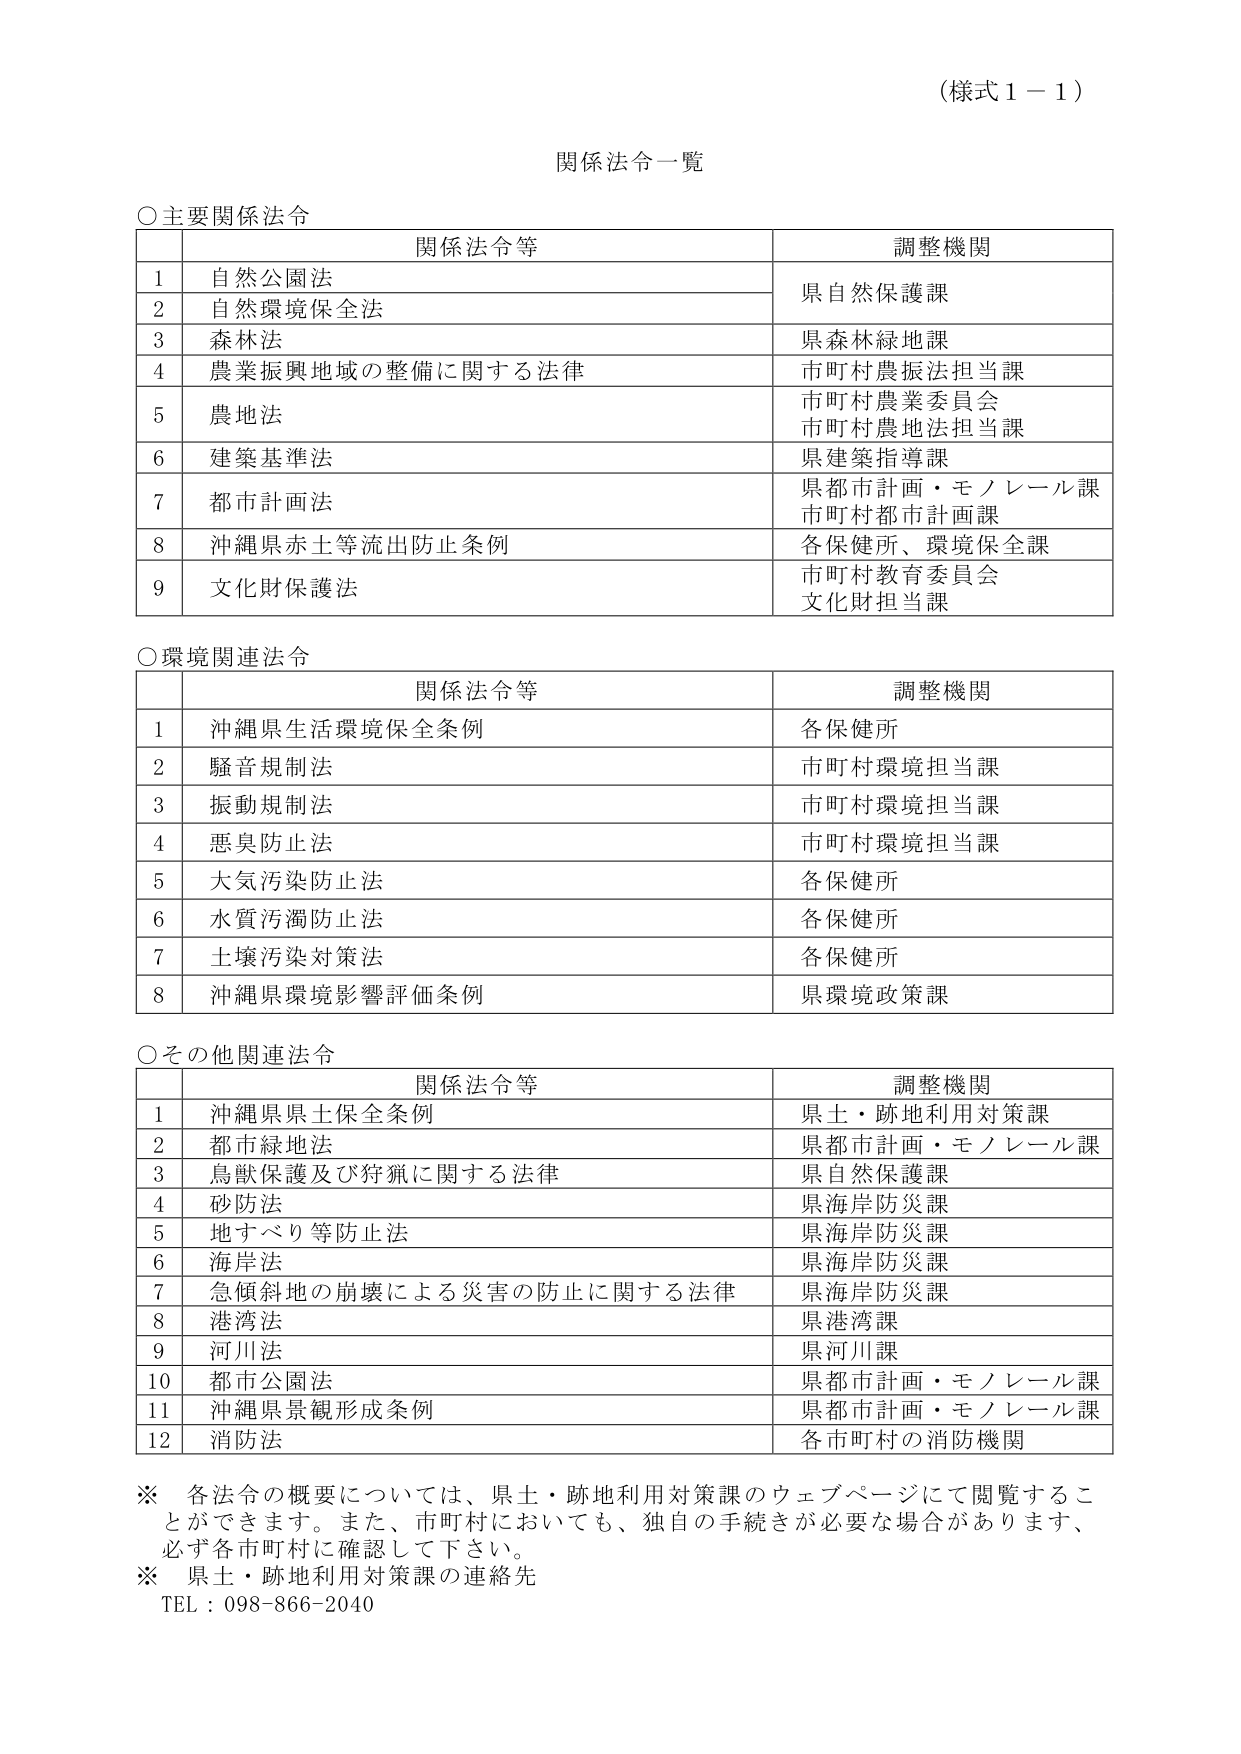 （様式１－１）
関係法令一覧
○主要関係法令
関係法令等 調整機関
1 自然公園法 県自然保護課
2 自然環境保全法
3 森林法 県森林緑地課
4 農業振興地域の整備に関する法律 市町村農振法担当課
5 農地法 市町村農業委員会
市町村農地法担当課
6 建築基準法 県建築指導課
7 都市計画法 県都市計画・モノレール課
市町村都市計画課
8 沖縄県赤土等流出防止条例 各保健所、環境保全課
9 文化財保護法 市町村教育委員会
文化財担当課
○環境関連法令
関係法令等 調整機関
1 沖縄県生活環境保全条例 各保健所
2 騒音規制法 市町村環境担当課
3 振動規制法 市町村環境担当課
4 悪臭防止法 市町村環境担当課
5 大気汚染防止法 各保健所
6 水質汚濁防止法 各保健所
7 土壌汚染対策法 各保健所
8 沖縄県環境影響評価条例 県環境政策課
○その他関連法令
関係法令等 調整機関
1 沖縄県県土保全条例 県土・跡地利用対策課
2 都市緑地法 県都市計画・モノレール課
3 鳥獣保護及び狩猟に関する法律 県自然保護課
4 砂防法 県海岸防災課
5 地すべり等防止法 県海岸防災課
6 海岸法 県海岸防災課
7 急傾斜地の崩壊による災害の防止に関する法律 県海岸防災課
8 港湾法 県港湾課
9 河川法 県河川課
10 都市公園法 県都市計画・モノレール課
11 沖縄県景観形成条例 県都市計画・モノレール課
12 消防法 各市町村の消防機関
※ 各法令の概要については、県土・跡地利用対策課のウェブページにて閲覧するこ
とができます。また、市町村においても、独自の手続きが必要な場合があります、
必ず各市町村に確認して下さい。
※ 県土・跡地利用対策課の連絡先
TEL：098-866-2040